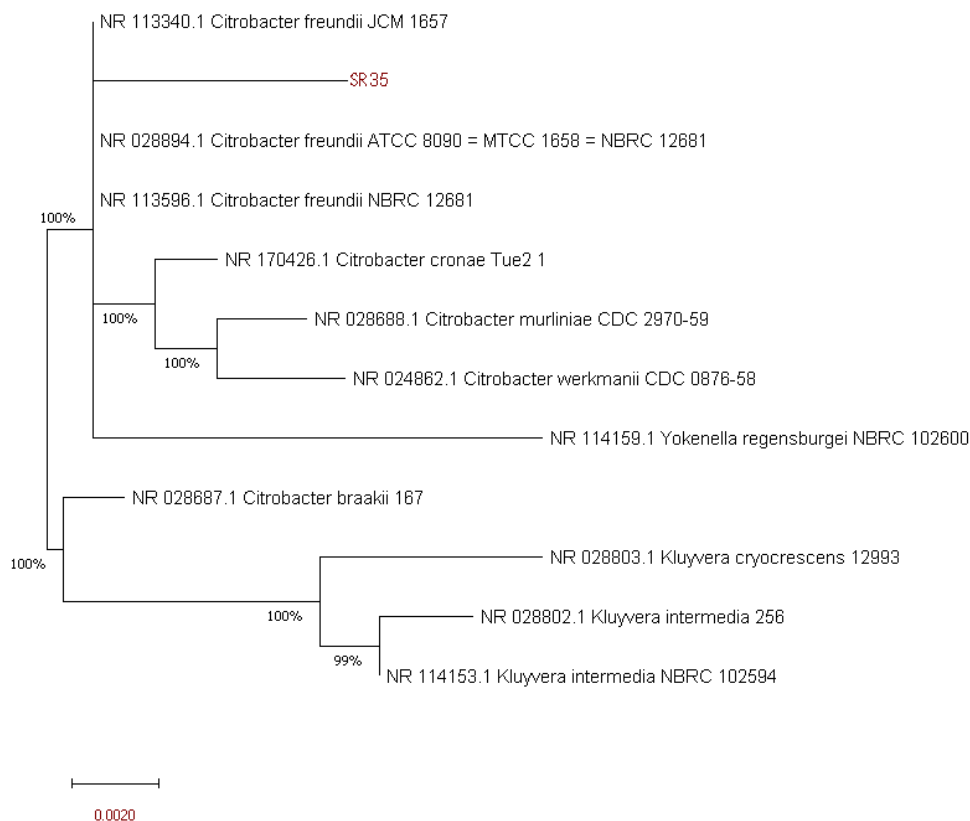 NR 113340.1 Citrobacter freundii JCM 1657
SR35
NR 028894.1 Citrobacter freundii ATCC 8090 = MTCC 1658 = NBRC 12681
NR 113596.1 Citrobacter freundii NBRC 12681
100%
NR 170426.1 Citrobacter cronae Tue2 1
100%
NR 028688.1 Citrobacter murliniae CDC 2970-59
100%
NR 024862.1 Citrobacter werkmanii CDC 0876-58
NR 114159.1 Yokenella regensburgei NBRC 102600
NR 028687.1 Citrobacter braakii 167
100%
NR 028803.1 Kluyvera cryocrescens 12993
100%
NR 028802.1 Kluyvera intermedia 256
99%
NR 114153.1 Kluyvera intermedia NBRC 102594
0.0020